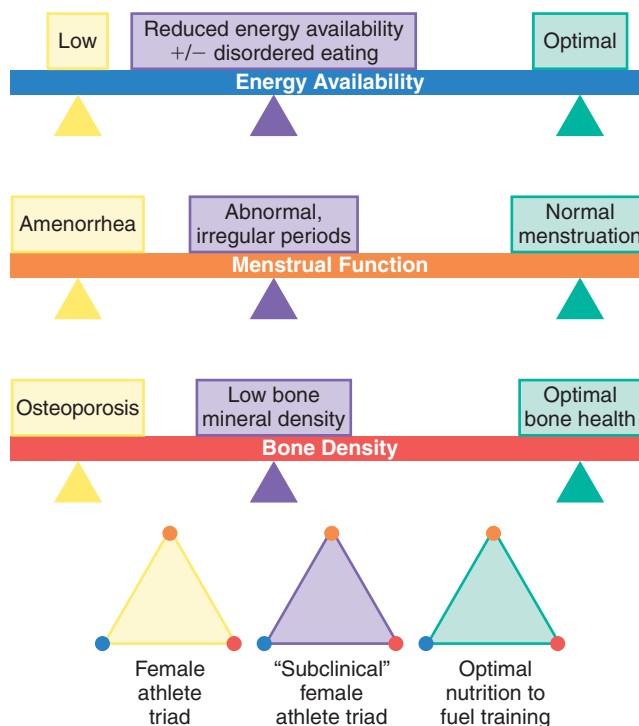 Low
Reduced energy availability
+/− disordered eating
Optimal
Energy Availability
Amenorrhea
Abnormal,
irregular periods
Normal
menstruation
Menstrual Function
Osteoporosis
Low bone
mineral density
Optimal
bone health
Bone Density
Female
athlete
triad
“Subclinical”
female
athlete triad
Optimal
nutrition to
fuel training